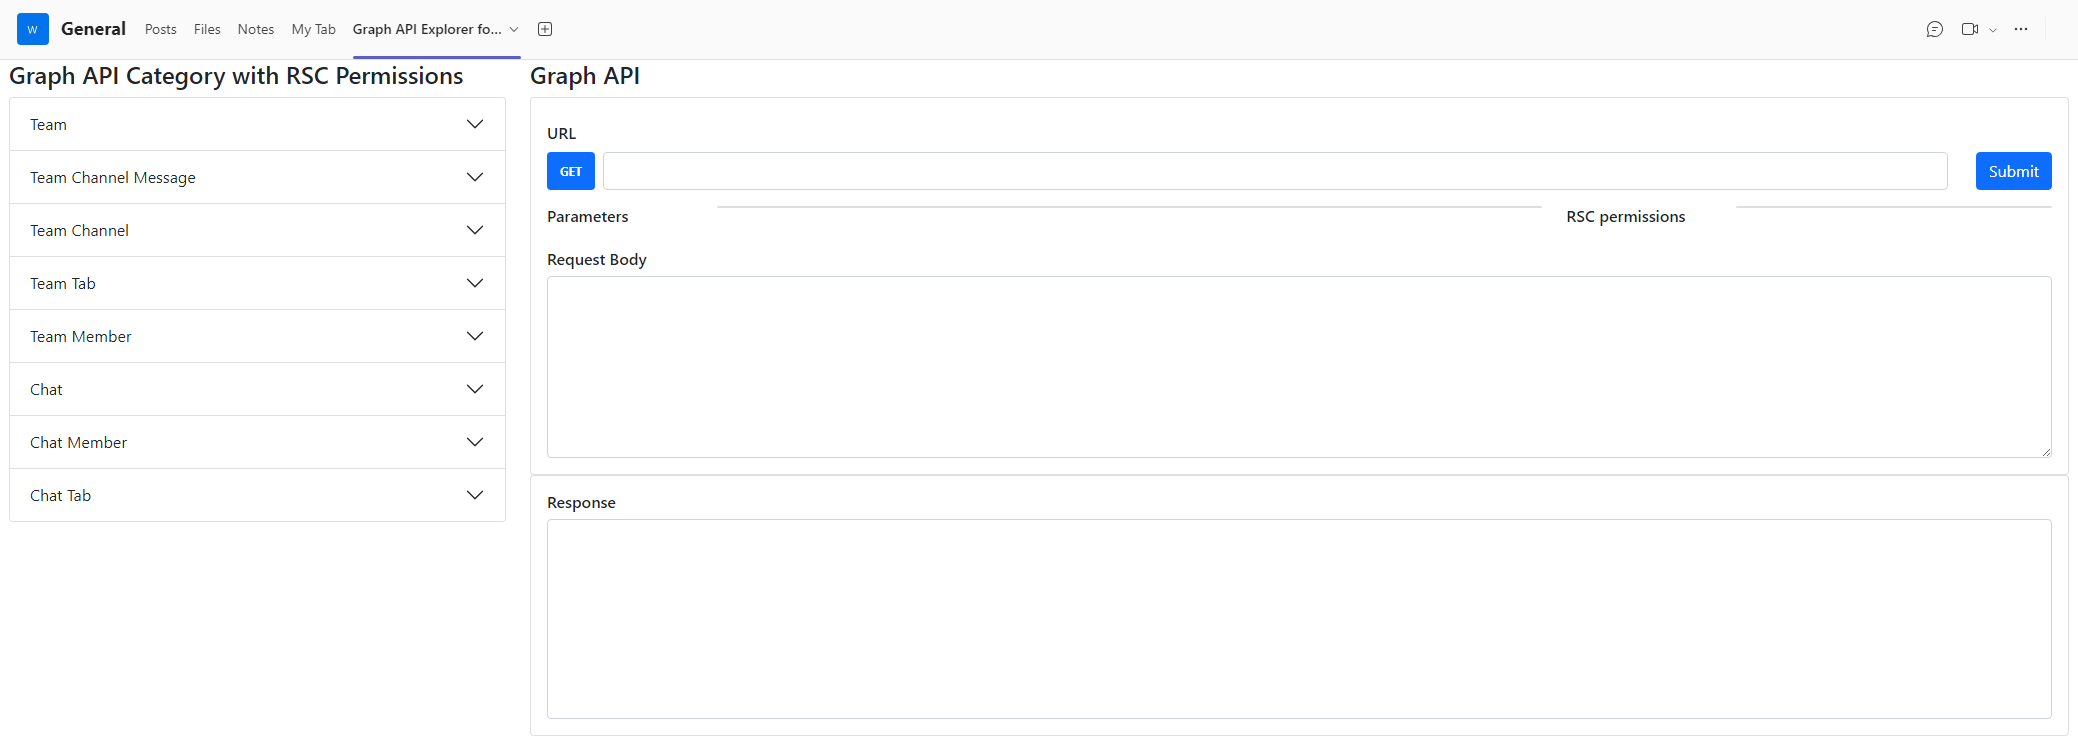 W General Posts Files Notes My Tab Graph API Explorer fo...
Graph API Category with RSC Permissions
Team
Team Channel Message
Team Channel
Team Tab
Team Member
Chat
Chat Member
Chat Tab
Graph API
URL
GET Submit
Parameters RSC permissions
Request Body
Response